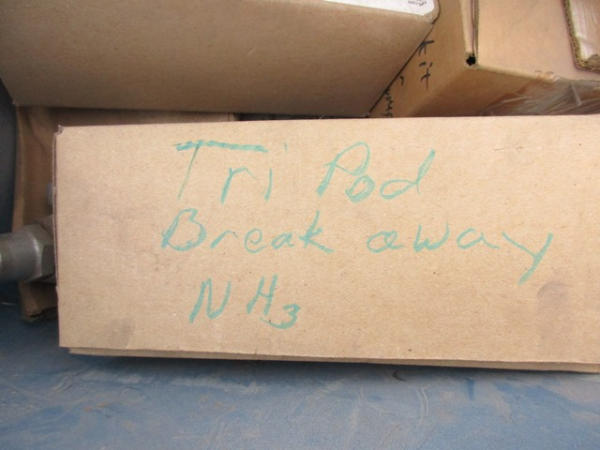 Tri Pod
Break away
NH3